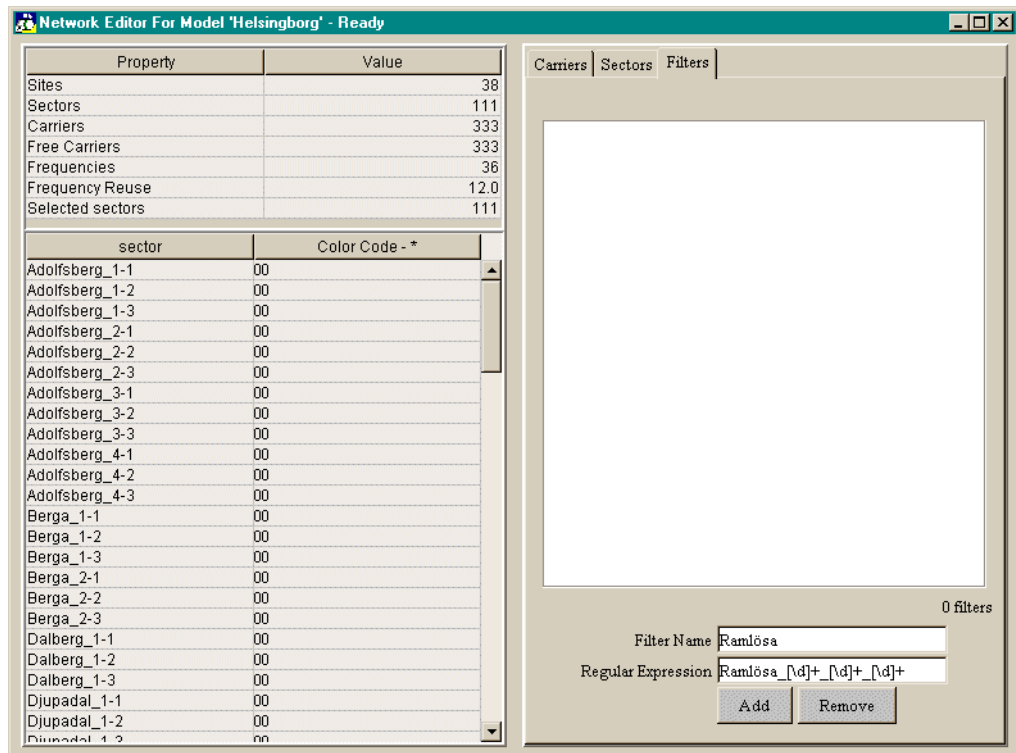 Network Editor For Model 'Helsingborg' - Ready
Property Value
Sites 38
Sectors 111
Carriers 333
Free Carriers 333
Frequencies 36
Frequency Reuse 12.0
Selected sectors 111
sector Color Code - *
Adolfsberg_1-1 00
Adolfsberg_1-2 00
Adolfsberg_1-3 00
Adolfsberg_2-1 00
Adolfsberg_2-2 00
Adolfsberg_2-3 00
Adolfsberg_3-1 00
Adolfsberg_3-2 00
Adolfsberg_3-3 00
Adolfsberg_4-1 00
Adolfsberg_4-2 00
Adolfsberg_4-3 00
Berga_1-1 00
Berga_1-2 00
Berga_1-3 00
Berga_2-1 00
Berga_2-2 00
Berga_2-3 00
Dalberg_1-1 00
Dalberg_1-2 00
Dalberg_1-3 00
Djupadal_1-1 00
Djupadal_1-2 00
Djupadal_1-3 00
Carriers Sectors Filters
0 filters
Filter Name Ramlösa
Regular Expression Ramlösa_[\d]+_[\d]+_[\d]+
Add Remove